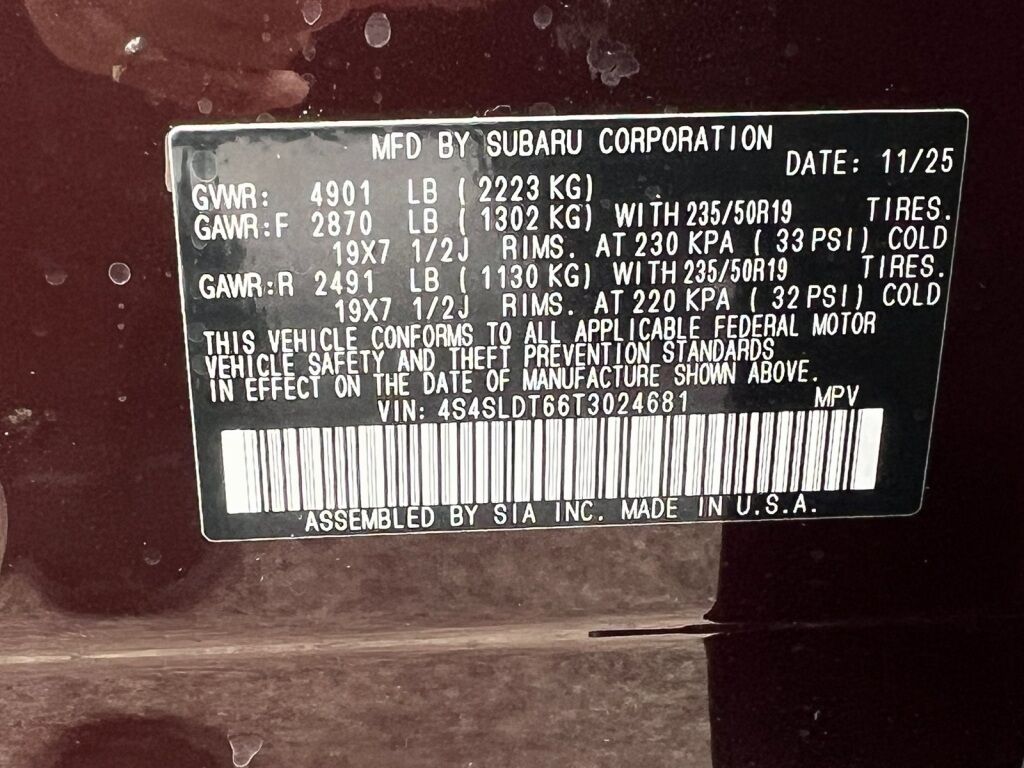 MFD BY SUBARU CORPORATION
DATE: 11/25
GVWR: 4901 LB (2223 KG)
GAWR:F 2870 LB (1302 KG) WITH 235/50R19 TIRES.
19X7 1/2J RIMS. AT 230 KPA (33 PSI) COLD
GAWR:R 2491 LB (1130 KG) WITH 235/50R19 TIRES.
19X7 1/2J RIMS. AT 220 KPA (32 PSI) COLD
THIS VEHICLE CONFORMS TO ALL APPLICABLE FEDERAL MOTOR
VEHICLE SAFETY AND THEFT PREVENTION STANDARDS
IN EFFECT ON THE DATE OF MANUFACTURE SHOWN ABOVE.
VIN: 4S4SLDT66T3024681 MPV
ASSEMBLED BY SIA INC. MADE IN U.S.A.